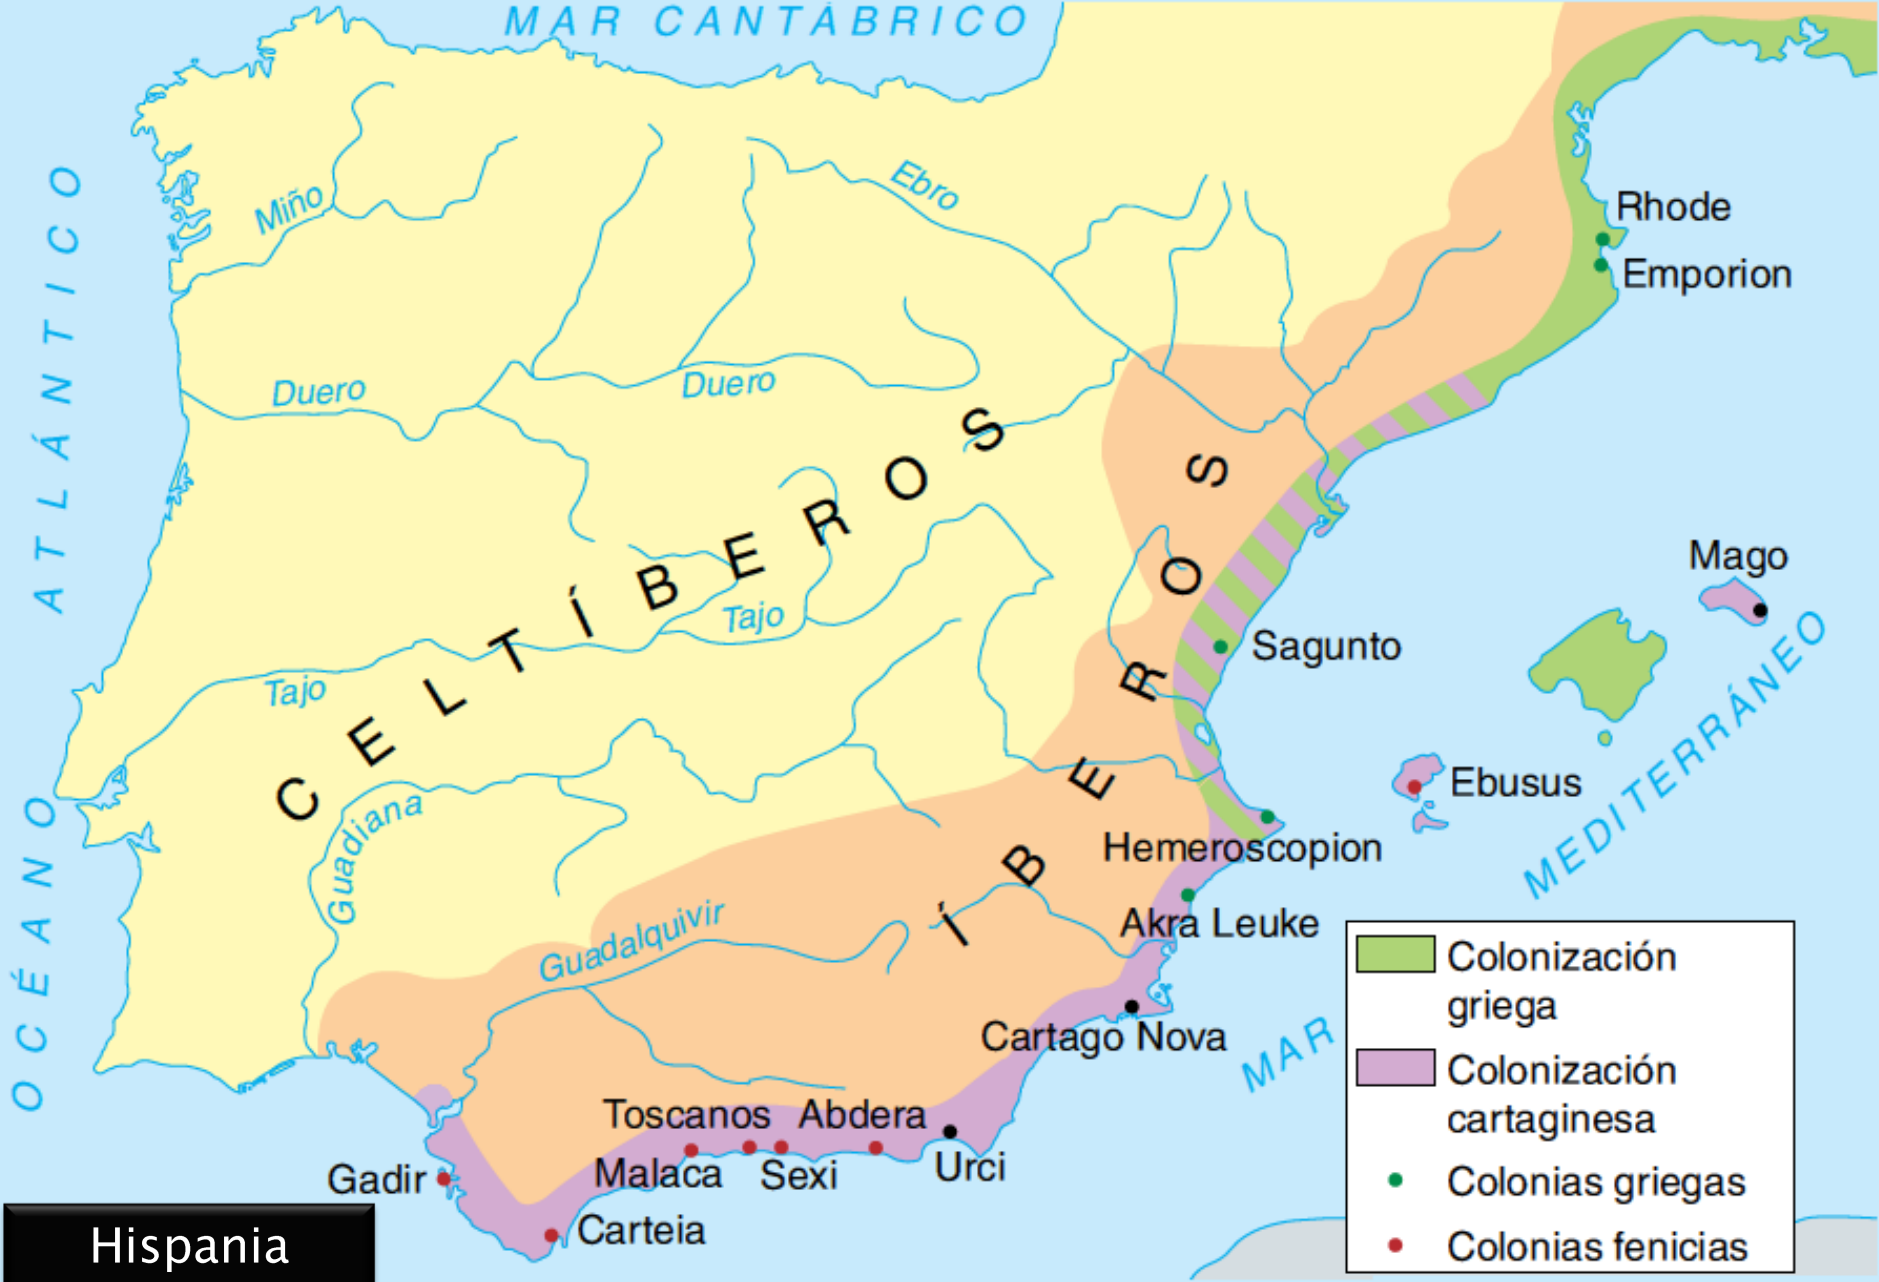 MAR CANTÁBRICO
OCÉANO ATLÁNTICO
Miño
Ebro
Rhode
Emporion
Duero
Duero
CELTÍBEROS
ÍBEROS
Mago
Tajo
Tajo
Sagunto
Ebusus
MAR MEDITERRÁNEO
Guadiana
Hemeroscopion
Akra Leuke
Guadalquivir
Cartago Nova
Toscanos
Abdera
Malaca
Sexi
Urci
Gadir
Carteia
Hispania
Colonización
griega
Colonización
cartaginesa
Colonias griegas
Colonias fenicias